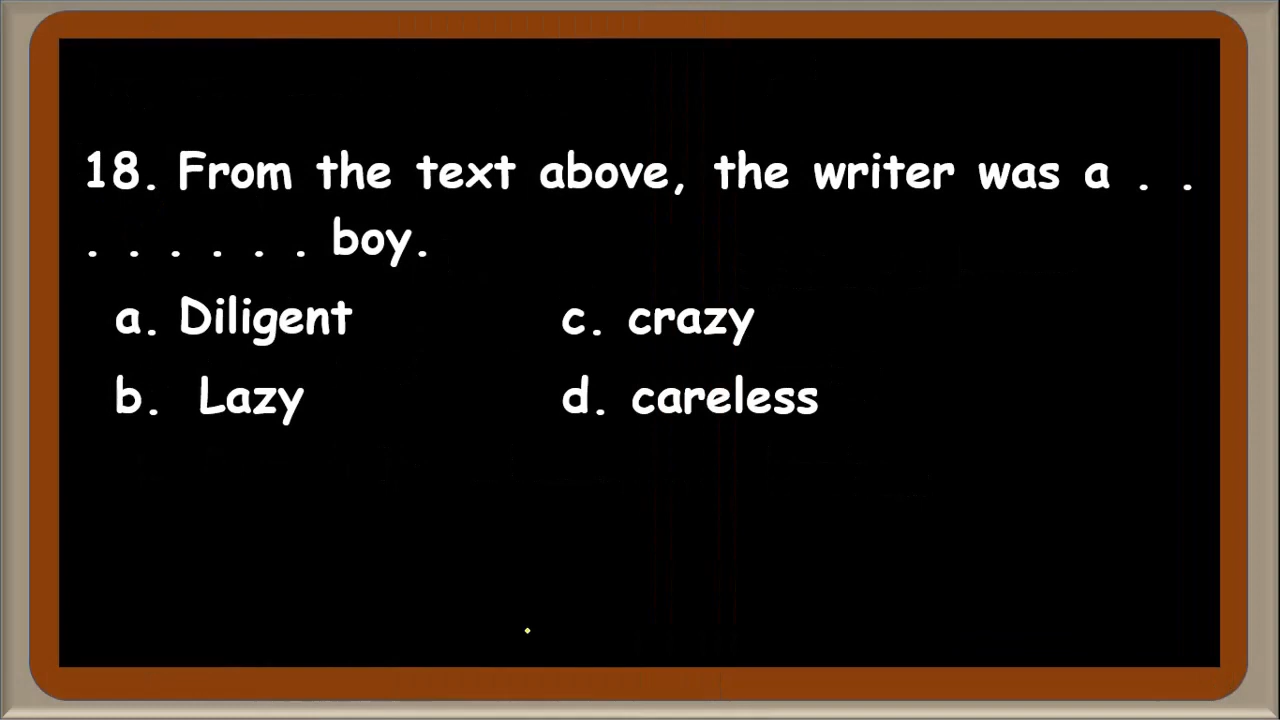 18. From the text above, the writer was a . .
. . . . . . boy.
a. Diligent c. crazy
b. Lazy d. careless